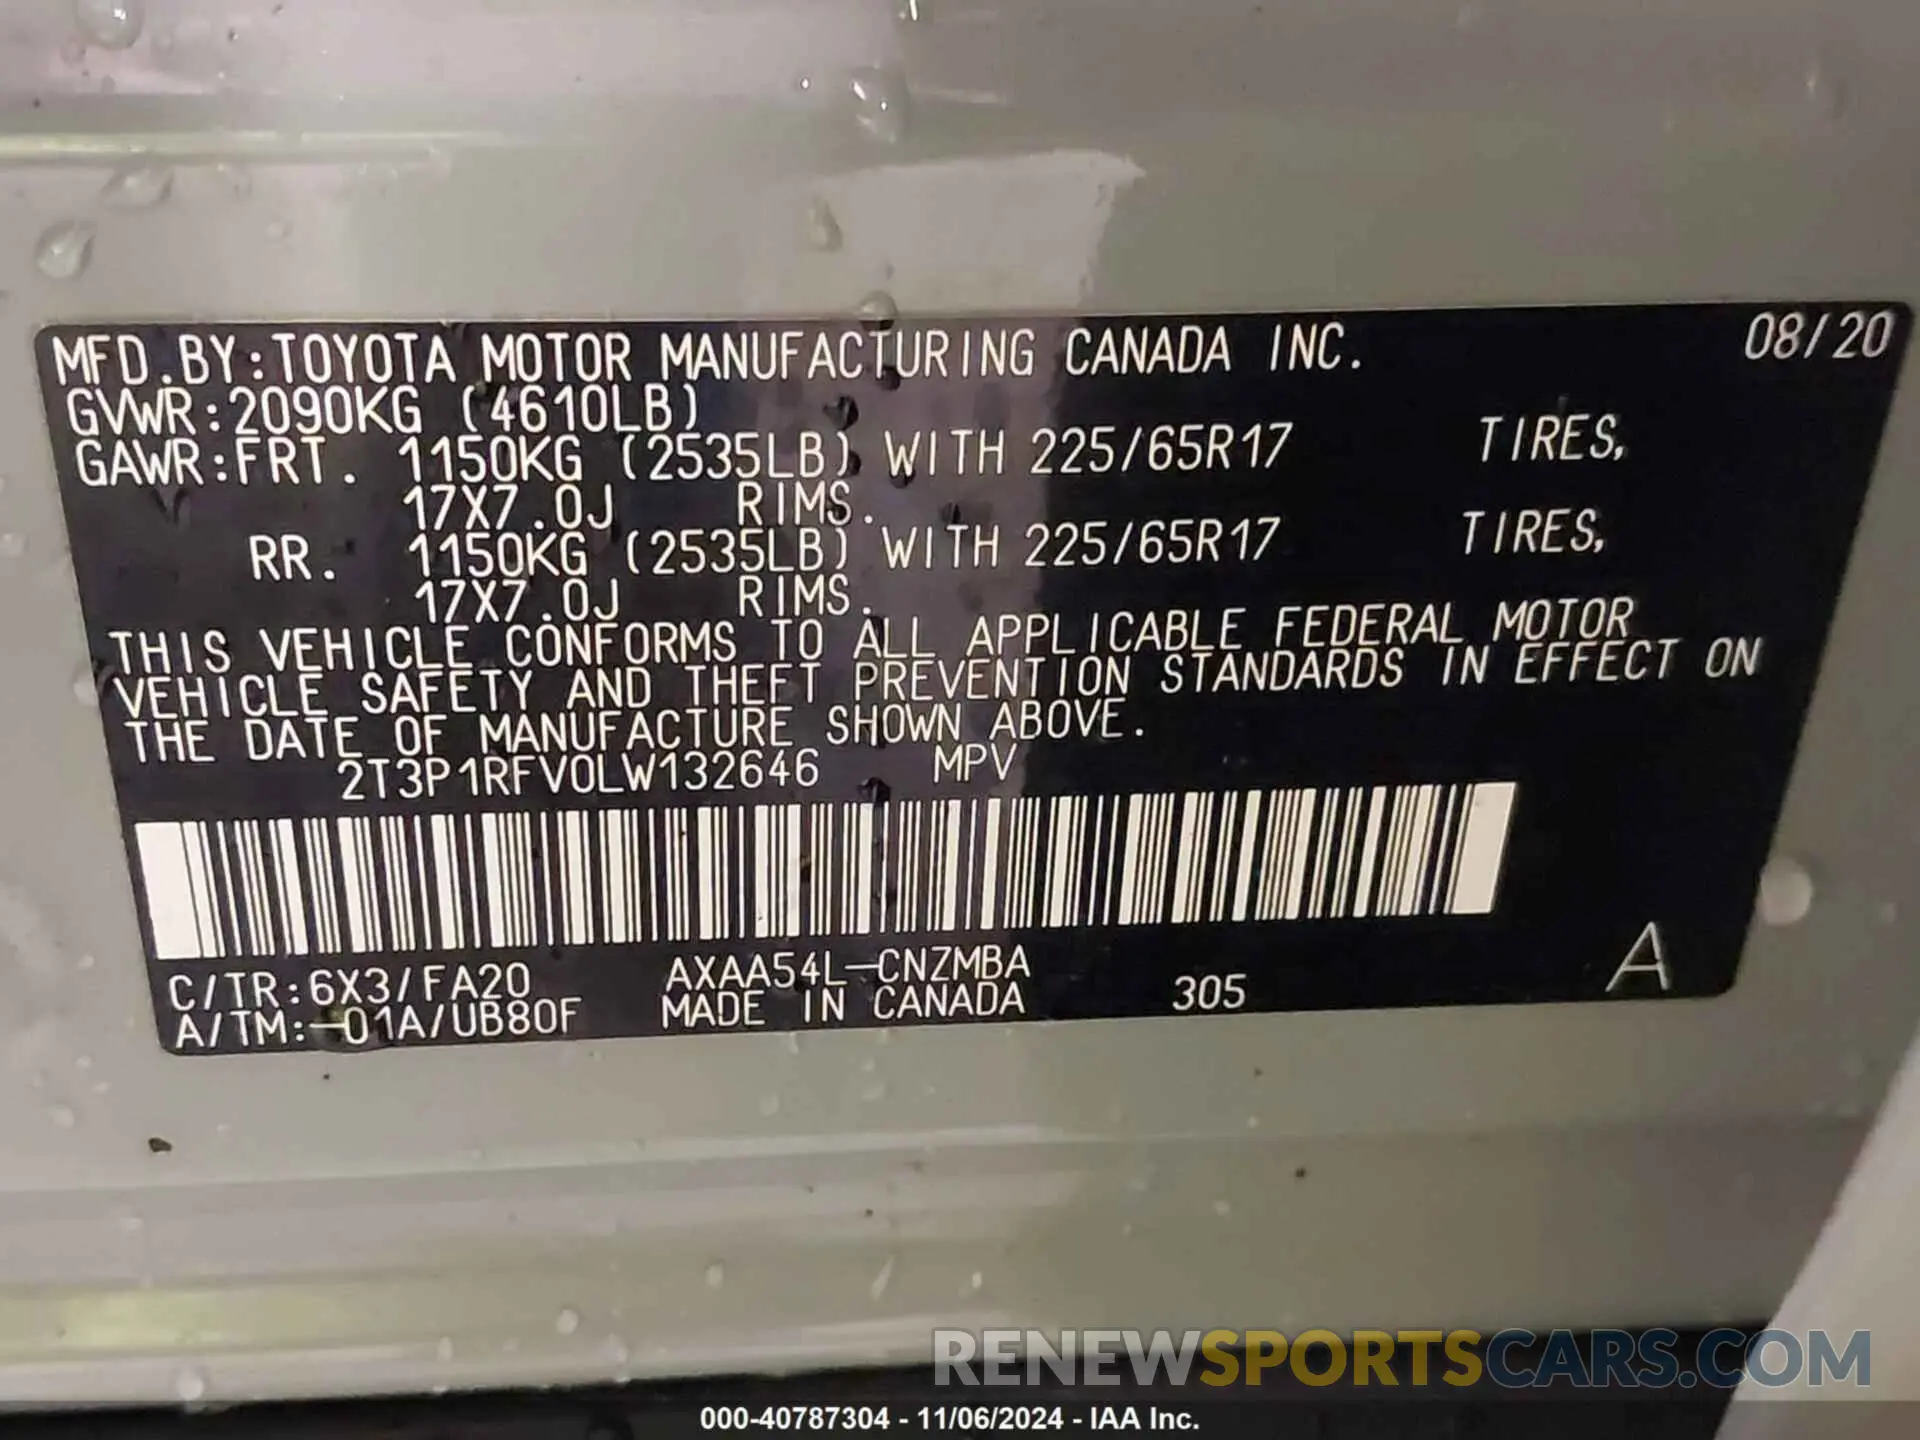 MFD.BY:TOYOTA MOTOR MANUFACTURING CANADA INC. 08/20
GVWR:2090KG (4610LB)
GAWR:FRT. 1150KG (2535LB) WITH 225/65R17 TIRES,
17X7.0J RIMS.
RR. 1150KG (2535LB) WITH 225/65R17 TIRES,
17X7.0J RIMS.
THIS VEHICLE CONFORMS TO ALL APPLICABLE FEDERAL MOTOR
VEHICLE SAFETY AND THEFT PREVENTION STANDARDS IN EFFECT ON
THE DATE OF MANUFACTURE SHOWN ABOVE.
2T3P1RFV0LW132646 MPV
C/TR:6X3/FA20 AXAA54L-CNZMBA
A/TM:-01A/UB80F MADE IN CANADA 305 A
RENEWSPORTSCARS.COM
000-40787304 - 11/06/2024 - IAA Inc.